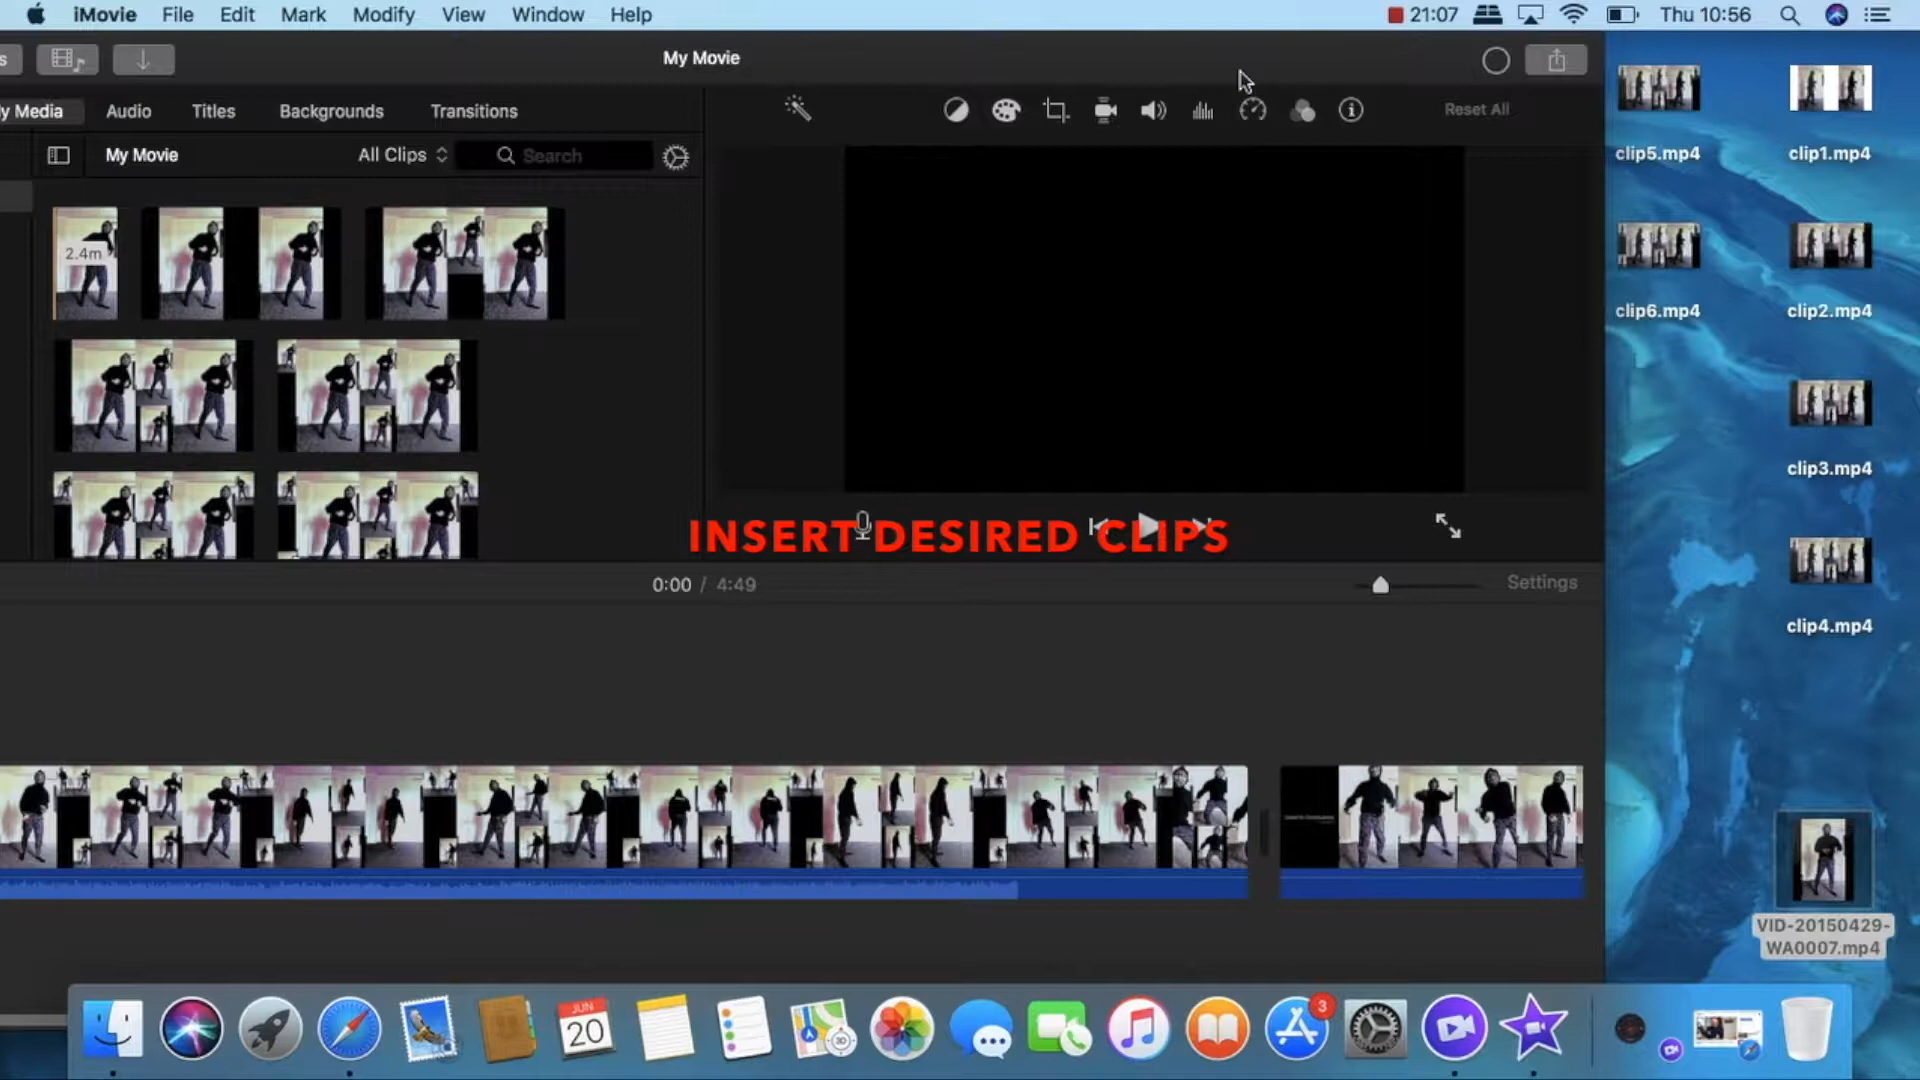 iMovie File Edit Mark Modify View Window Help 21:07 Thu 10:56
s My Movie
y Media Audio Titles Backgrounds Transitions Reset All
My Movie All Clips Search
2.4m
INSERT DESIRED CLIPS
0:00 / 4:49 Settings
clip5.mp4 clip1.mp4
clip6.mp4 clip2.mp4
clip3.mp4
clip4.mp4
VID-20150429-
WA0007.mp4
JUN
20
3D
3